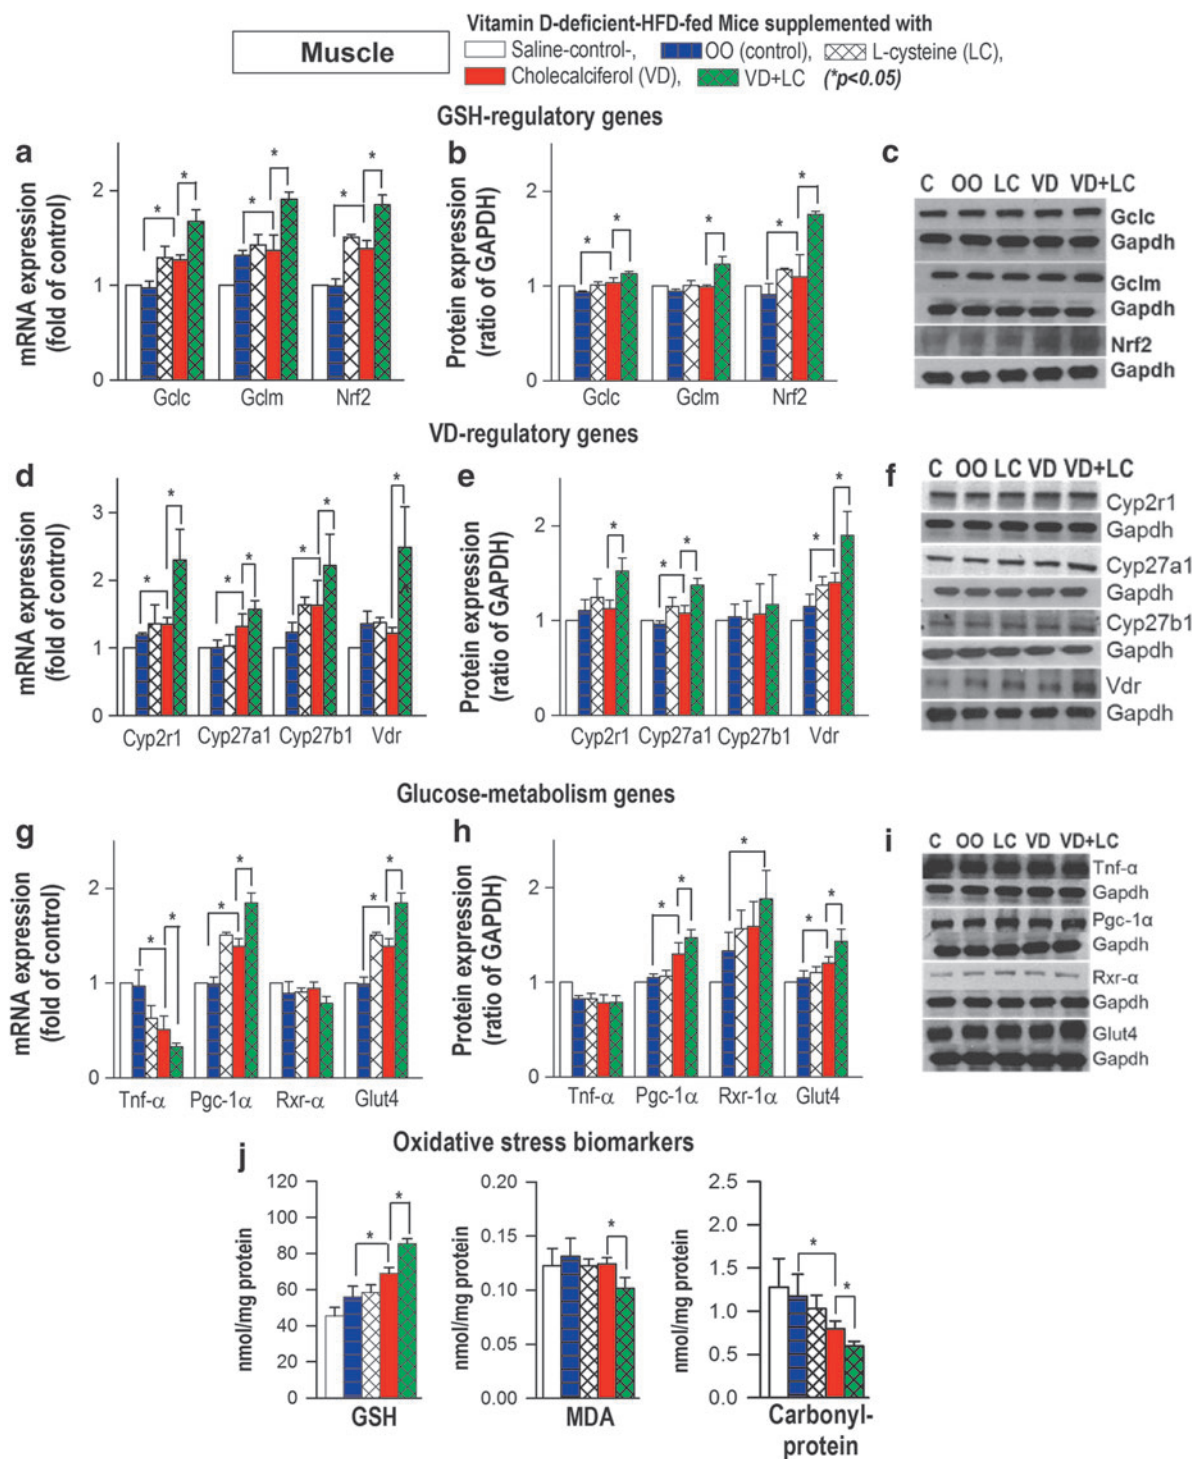 Muscle
Vitamin D-deficient-HFD-fed Mice supplemented with
Saline-control-, OO (control), L-cysteine (LC),
Cholecalciferol (VD), VD+LC (*p<0.05)
GSH-regulatory genes
a
mRNA expression
(fold of control)
2
1
0
* * * * *
Gclc Gclm Nrf2
b
Protein expression
(ratio of GAPDH)
2
1
0
* * * * *
Gclc Gclm Nrf2
c
C OO LC VD VD+LC
Gclc
Gapdh
Gclm
Gapdh
Nrf2
Gapdh
VD-regulatory genes
d
mRNA expression
(fold of control)
3
2
1
0
* * * * * * *
Cyp2r1 Cyp27a1 Cyp27b1 Vdr
e
Protein expression
(ratio of GAPDH)
2
1
0
* * * * *
Cyp2r1 Cyp27a1 Cyp27b1 Vdr
f
C OO LC VD VD+LC
Cyp2r1
Gapdh
Cyp27a1
Gapdh
Cyp27b1
Gapdh
Vdr
Gapdh
Glucose-metabolism genes
g
mRNA expression
(fold of control)
2
1
0
* * * * * *
Tnf-α Pgc-1α Rxr-α Glut4
h
Protein expression
(ratio of GAPDH)
2
1
0
* * * * *
Tnf-α Pgc-1α Rxr-1α Glut4
i
C OO LC VD VD+LC
Tnf-α
Gapdh
Pgc-1α
Gapdh
Rxr-α
Gapdh
Glut4
Gapdh
Oxidative stress biomarkers
j
nmol/mg protein
120
100
80
60
40
20
0
* *
GSH
nmol/mg protein
0.20
0.15
0.10
0.05
0.00
*
MDA
nmol/mg protein
2.5
2.0
1.5
1.0
0.5
0.0
* *
Carbonyl-
protein